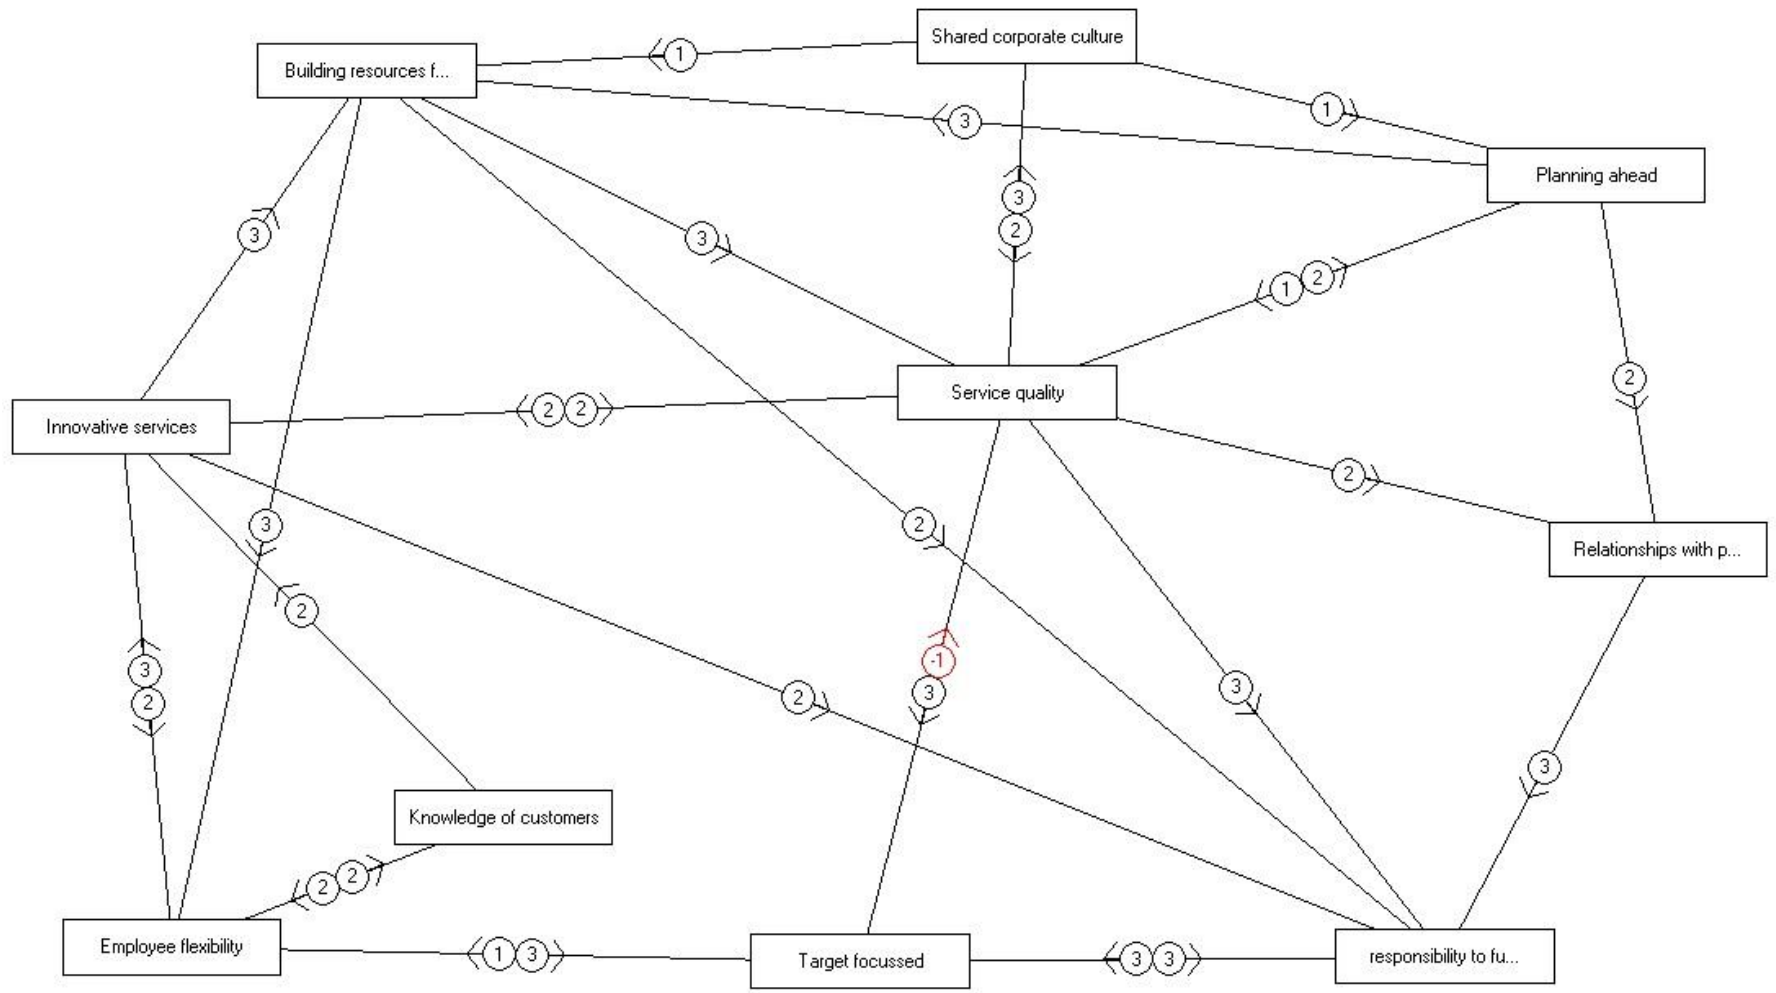 Shared corporate culture
Building resources f...
1
1
3
Planning ahead
3
3
2
3
1 2
2
Service quality
2 2
Innovative services
2
3
2
Relationships with p...
2
-1
3
3
3
2
2
3
Knowledge of customers
2 2
Employee flexibility
1 3
Target focussed
3 3
responsibility to fu...